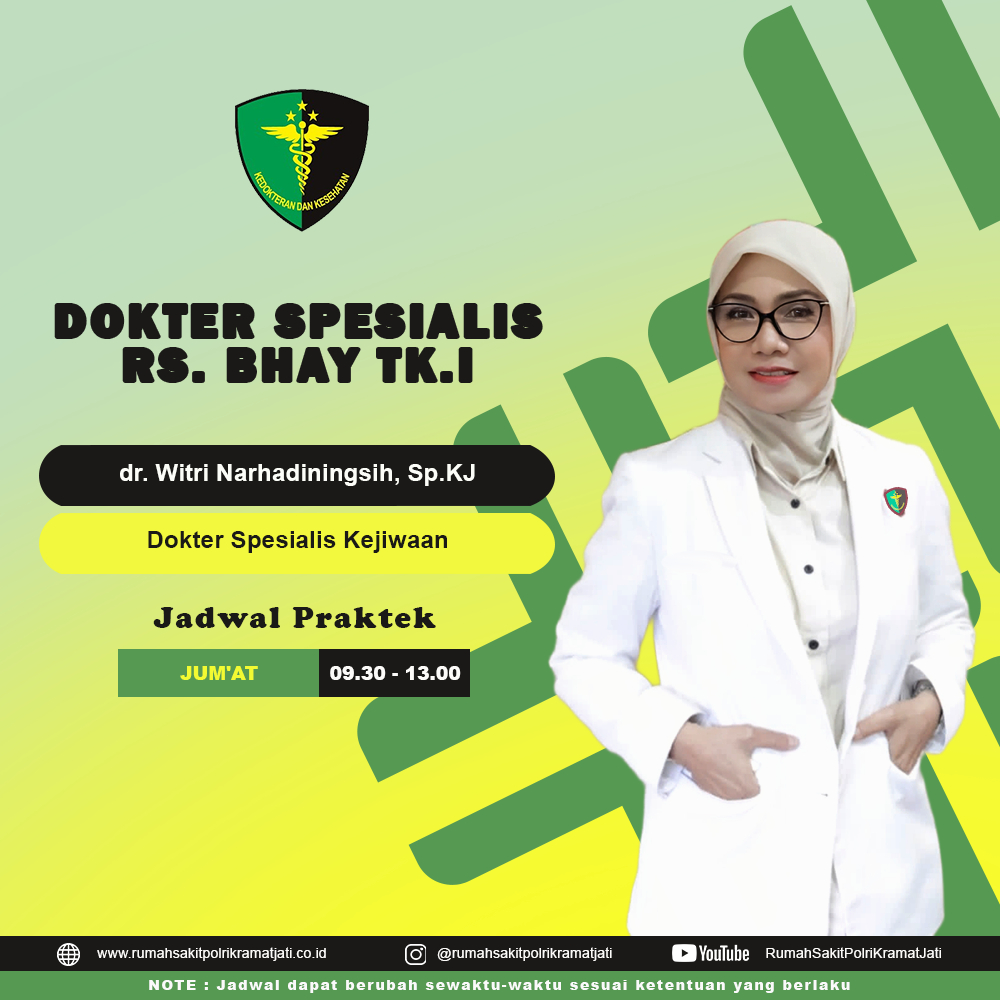 KEDOKTERAN DAN KESEHATAN
DOKTER SPESIALIS
RS. BHAY TK.I
dr. Witri Narhadiningsih, Sp.KJ
Dokter Spesialis Kejiwaan
Jadwal Praktek
JUM'AT 09.30 - 13.00
www.rumahsakitpolrikramatjati.co.id @rumahsakitpolrikramatjati YouTube RumahSakitPolriKramatJati
NOTE : Jadwal dapat berubah sewaktu-waktu sesuai ketentuan yang berlaku